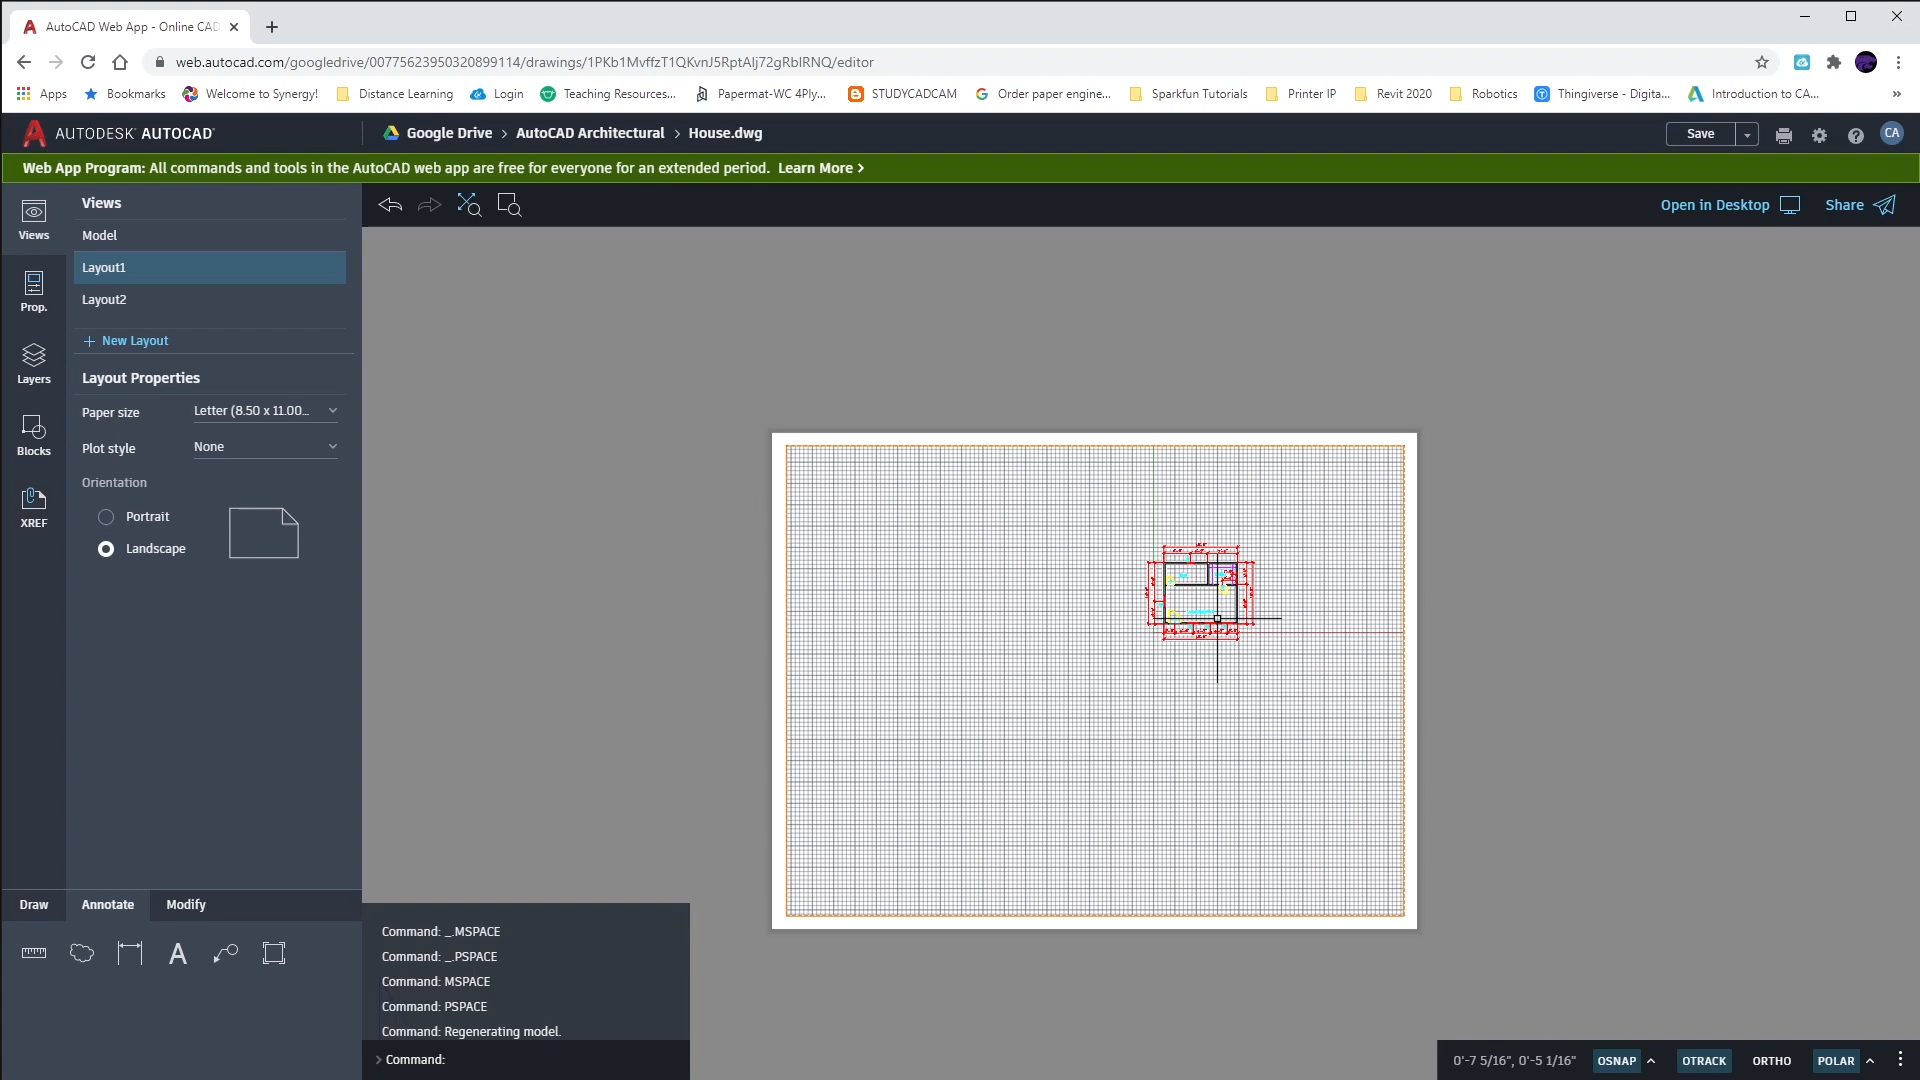 AutoCAD Web App - Online CAD
web.autocad.com/googledrive/00775623950320899114/drawings/1PKb1MvffzT1QKvnJ5RptAlj72gRblRNQ/editor
Apps Bookmarks Welcome to Synergy! Distance Learning Login Teaching Resources... Papermat-WC 4Ply... STUDYCADCAM Order paper engine... Sparkfun Tutorials Printer IP Revit 2020 Robotics Thingiverse - Digita... Introduction to CA... »
AUTODESK® AUTOCAD® Google Drive > AutoCAD Architectural > House.dwg Save CA
Web App Program: All commands and tools in the AutoCAD web app are free for everyone for an extended period. Learn More >
Views
Open in Desktop Share
Views
Model
Layout1
Layout2
+ New Layout
Prop.
Layers
Blocks
XREF
Layout Properties
Paper size Letter (8.50 x 11.00...
Plot style None
Orientation
Portrait
Landscape
Draw Annotate Modify
A
Command: _.MSPACE
Command: _.PSPACE
Command: MSPACE
Command: PSPACE
Command: Regenerating model.
> Command:
0'-7 5/16", 0'-5 1/16" OSNAP OTRACK ORTHO POLAR